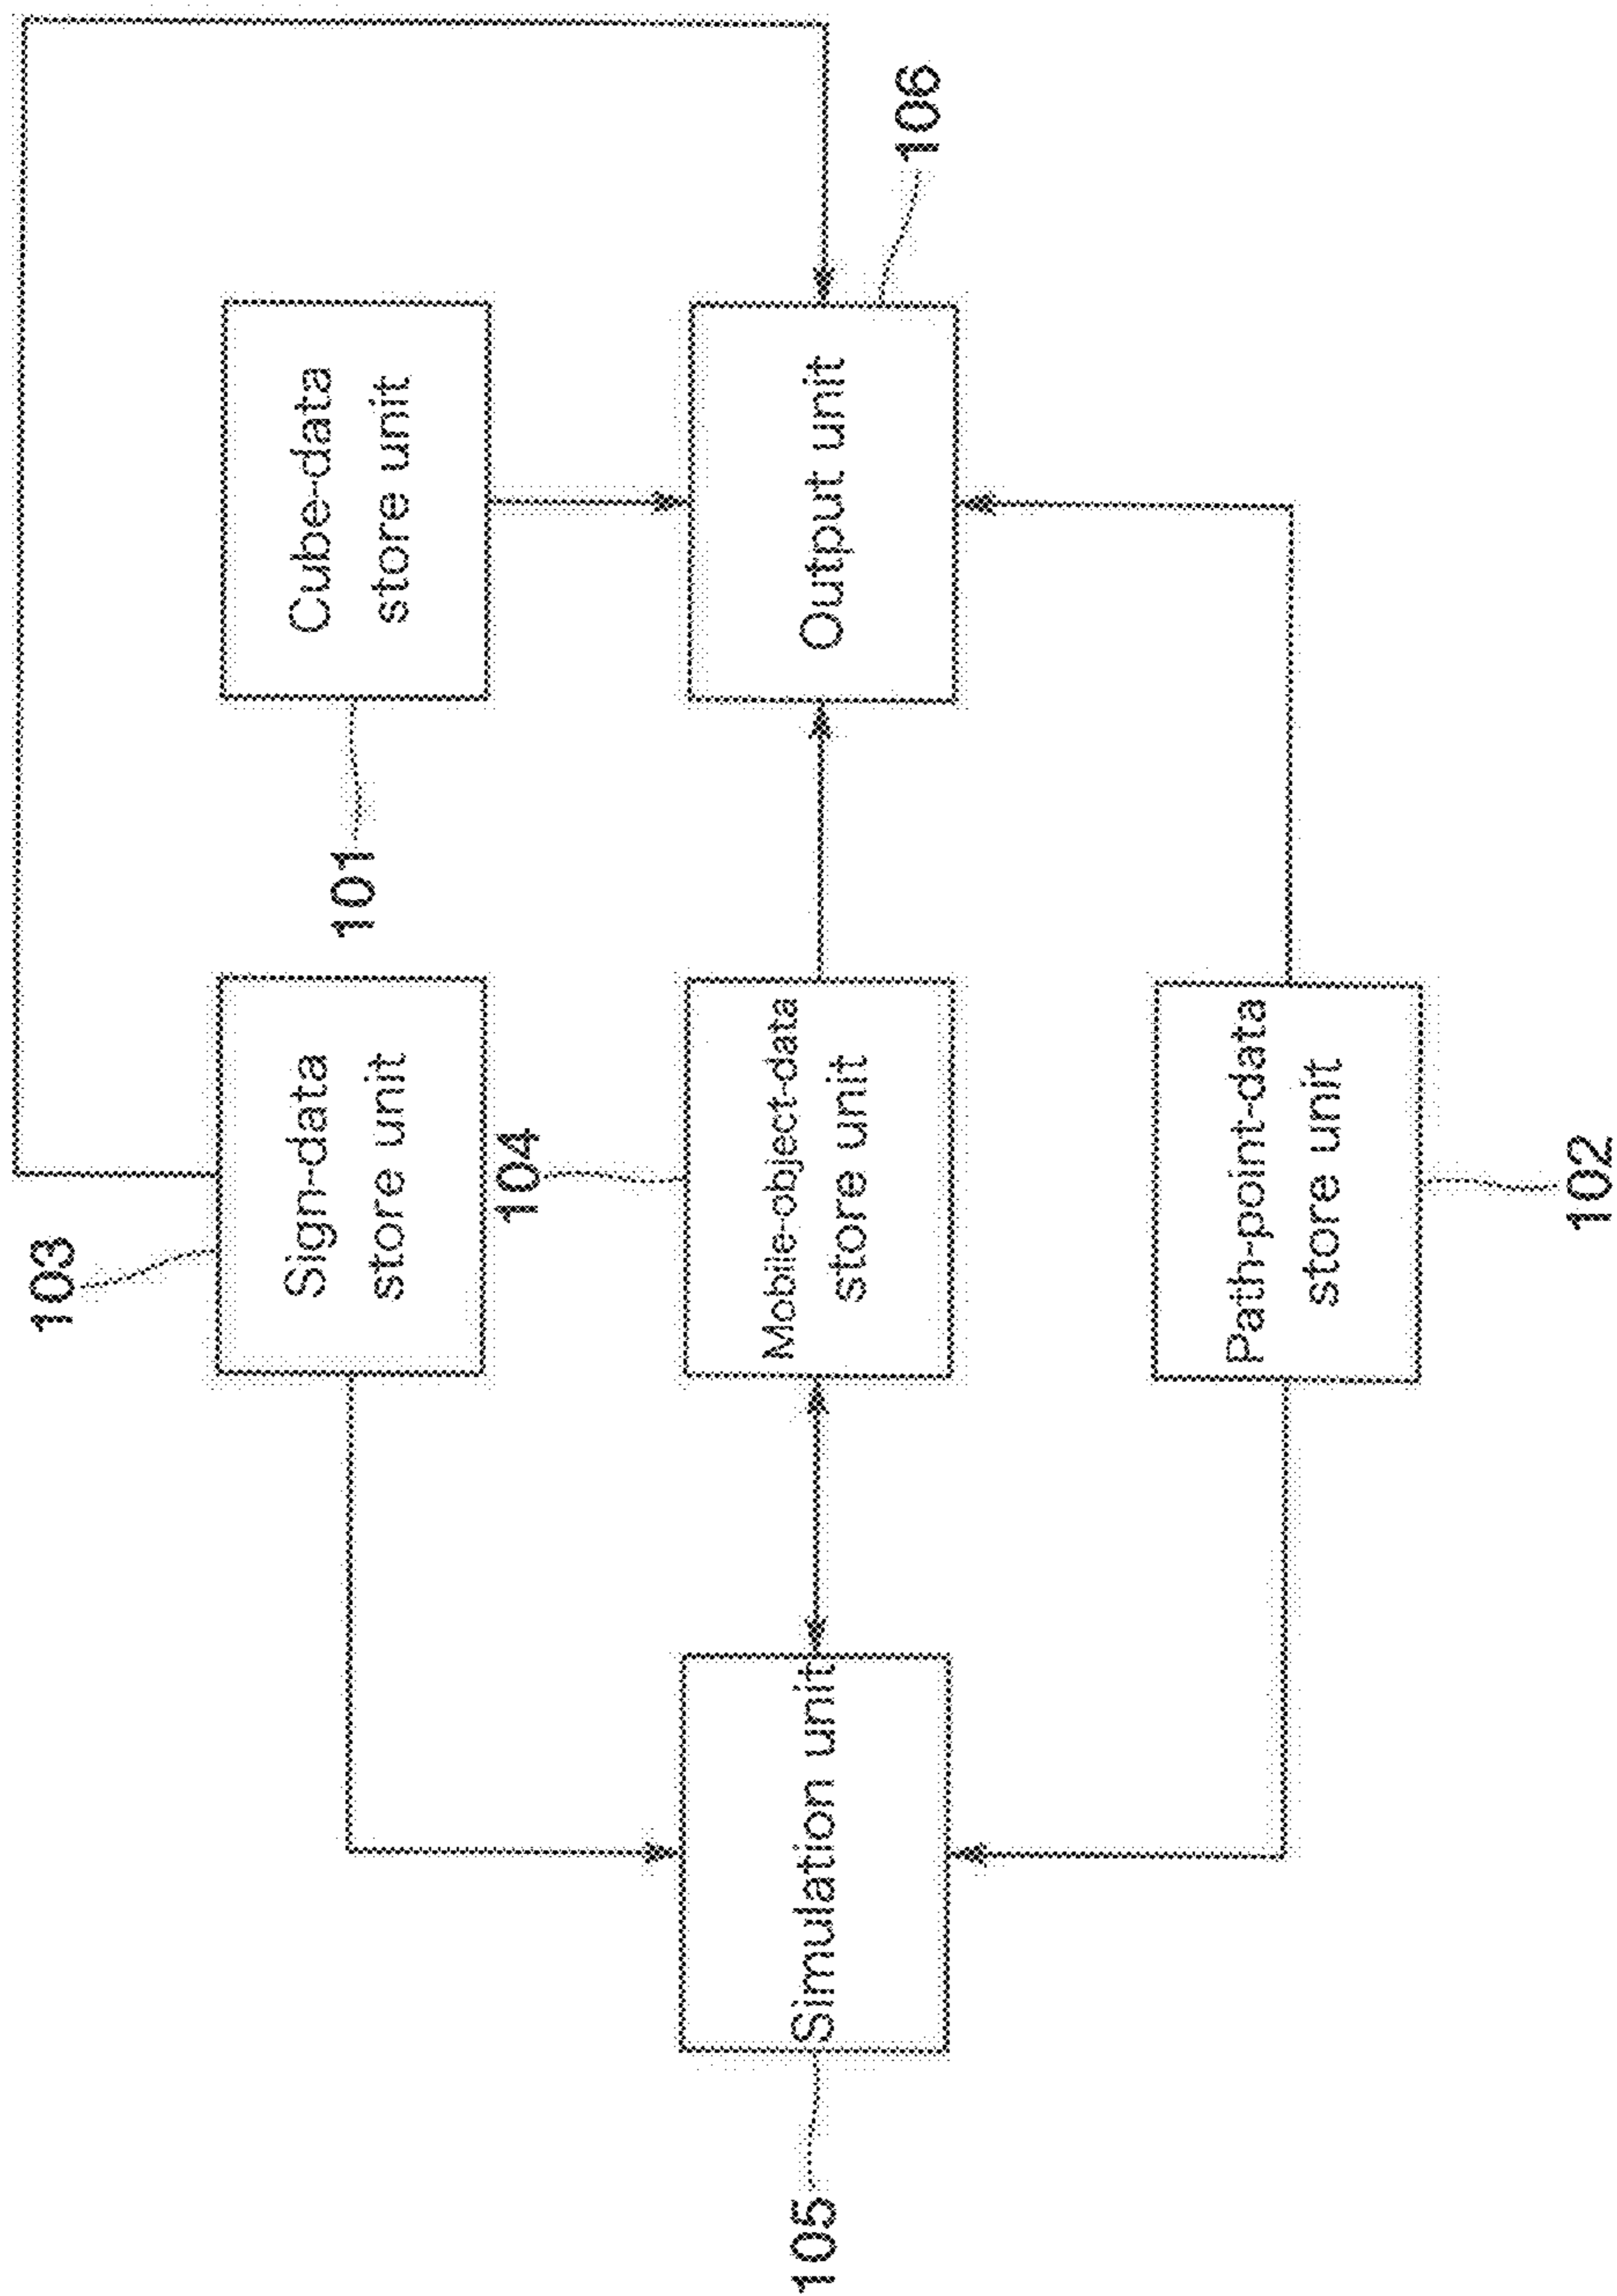 103
Sign-data
store unit
101
Cube-data
store unit
105
Simulation unit
104
Mobile-object-data
store unit
Output unit
106
Path-point-data
store unit
102